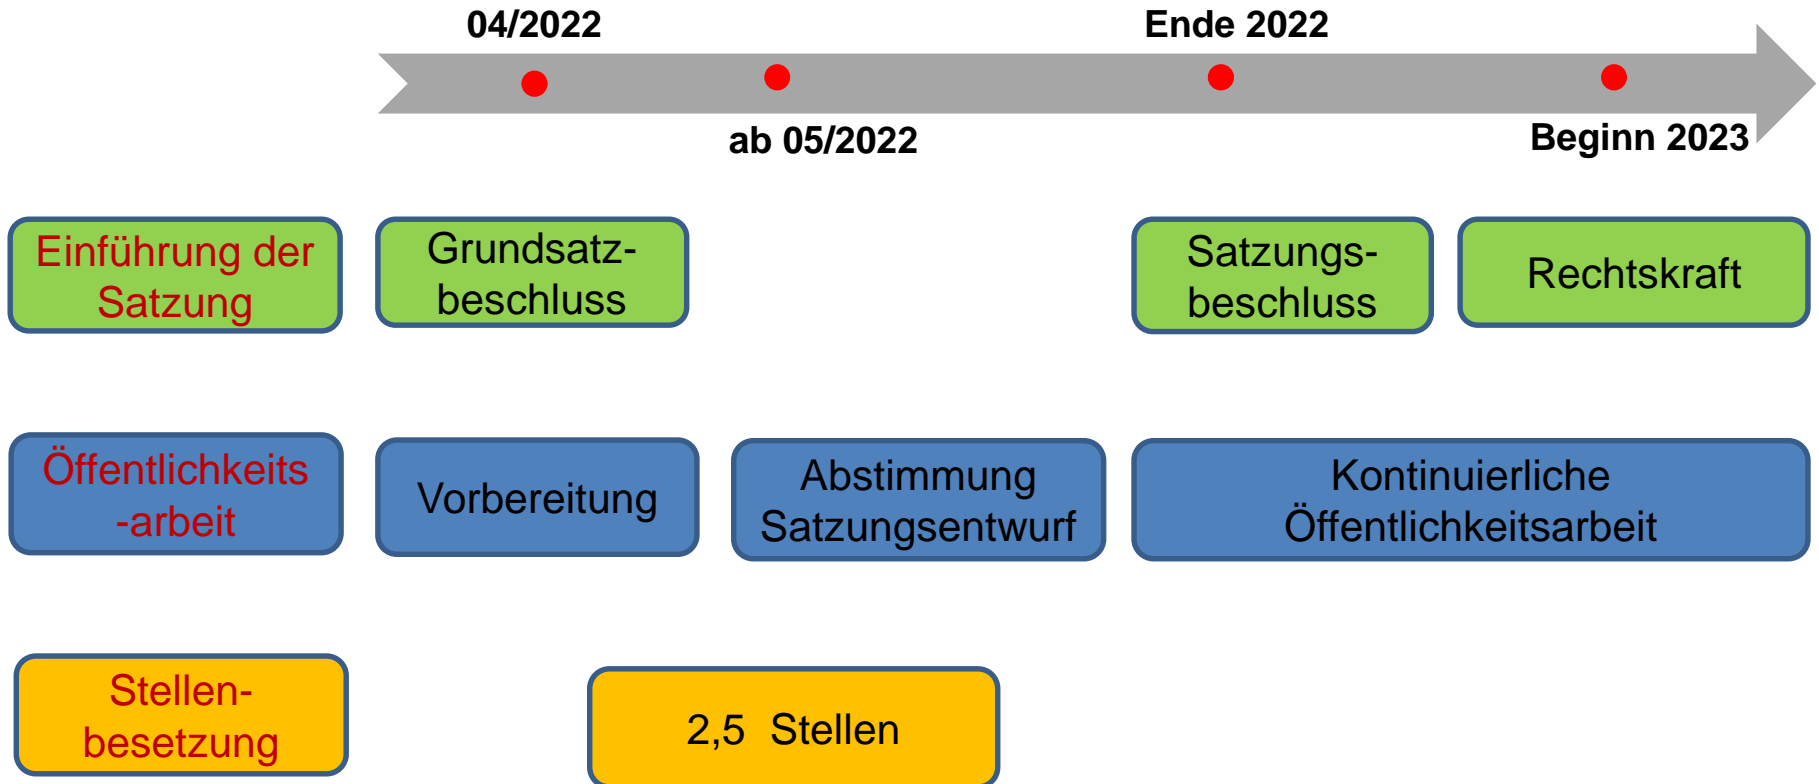 04/2022
Ende 2022
ab 05/2022
Beginn 2023
Einführung der
Satzung
Grundsatz-
beschluss
Satzungs-
beschluss
Rechtskraft
Öffentlichkeits
-arbeit
Vorbereitung
Abstimmung
Satzungsentwurf
Kontinuierliche
Öffentlichkeitsarbeit
Stellen-
besetzung
2,5 Stellen